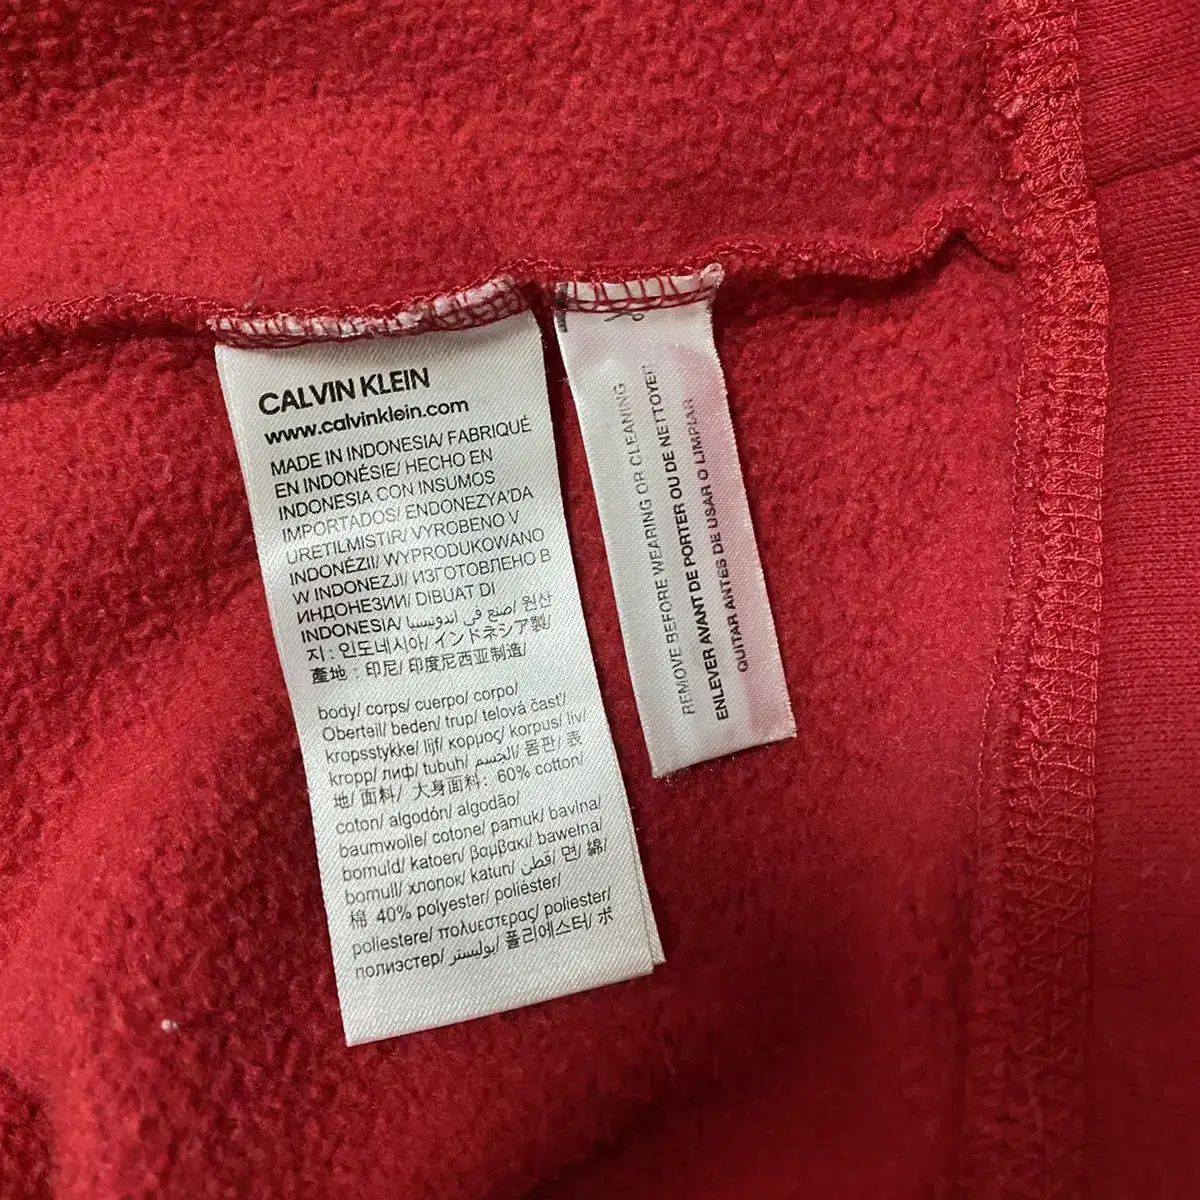 CALVIN KLEIN
www.calvinklein.com
MADE IN INDONESIA/ FABRIQUÉ
EN INDONÉSIE/ HECHO EN
INDONESIA CON INSUMOS
IMPORTADOS/ ENDONEZYA'DA
URETILMISTIR/ VYROBENO V
INDONÉZII/ WYPRODUKOWANO
W INDONEZJI/ ИЗГОТОВЛЕНО В
ИНДОНЕЗИИ/ DIBUAT DI
INDONESIA/ صنع في اندونيسيا/ 원산
지 : 인도네시아/ インドネシア製/
產地 : 印尼/ 印度尼西亚制造/
body/ corps/ cuerpo/ corpo/
Oberteil/ beden/ trup/ telová časť/
kropsstykke/ lijf/ κορμος/ korpus/ liv/
kropp/ лиф/ tubuh/ الجسم/ 몸판/ 表
地/ 面料/ 大身面料: 60% cotton/
coton/ algodón/ algodão/
baumwolle/ cotone/ pamuk/ bavlna/
bomuld/ katoen/ βαμβακι/ bawełna/
bomull/ хлопок/ katun/ قطن/ 면/ 綿/
棉 40% polyester/ poliéster/
poliestere/ πολυεστερας/ poliester/
полиэстер/ بوليستر/ 폴리에스터/ ポ
REMOVE BEFORE WEARING OR CLEANING
ENLEVER AVANT DE PORTER OU DE NETTOYER
QUITAR ANTES DE USAR O LIMPIAR